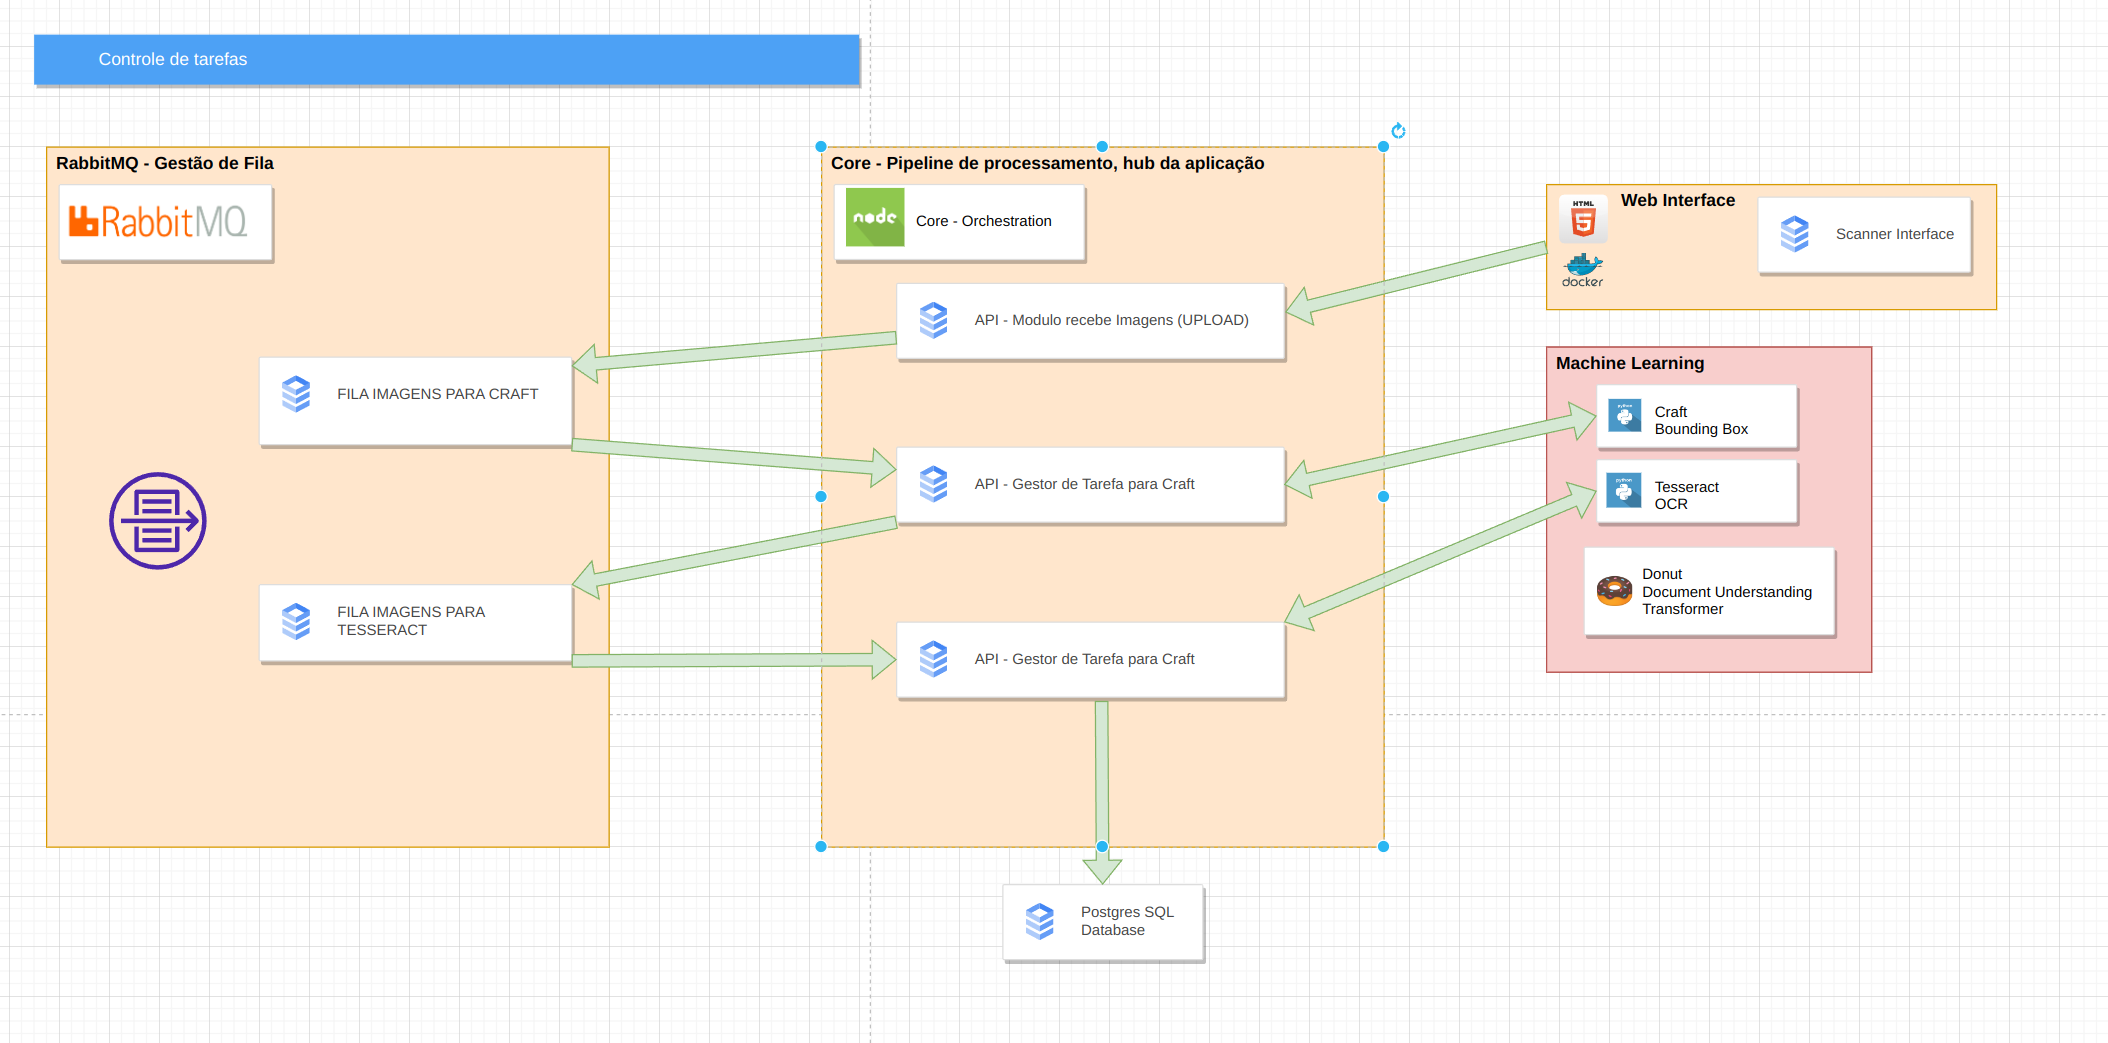 Controle de tarefas
RabbitMQ - Gestão de Fila
RabbitMQ
FILA IMAGENS PARA CRAFT
FILA IMAGENS PARA
TESSERACT
Core - Pipeline de processamento, hub da aplicação
node
Core - Orchestration
API - Modulo recebe Imagens (UPLOAD)
API - Gestor de Tarefa para Craft
API - Gestor de Tarefa para Craft
Postgres SQL
Database
HTML
5
docker
Web Interface
Scanner Interface
Machine Learning
python
Craft
Bounding Box
python
Tesseract
OCR
Donut
Document Understanding
Transformer